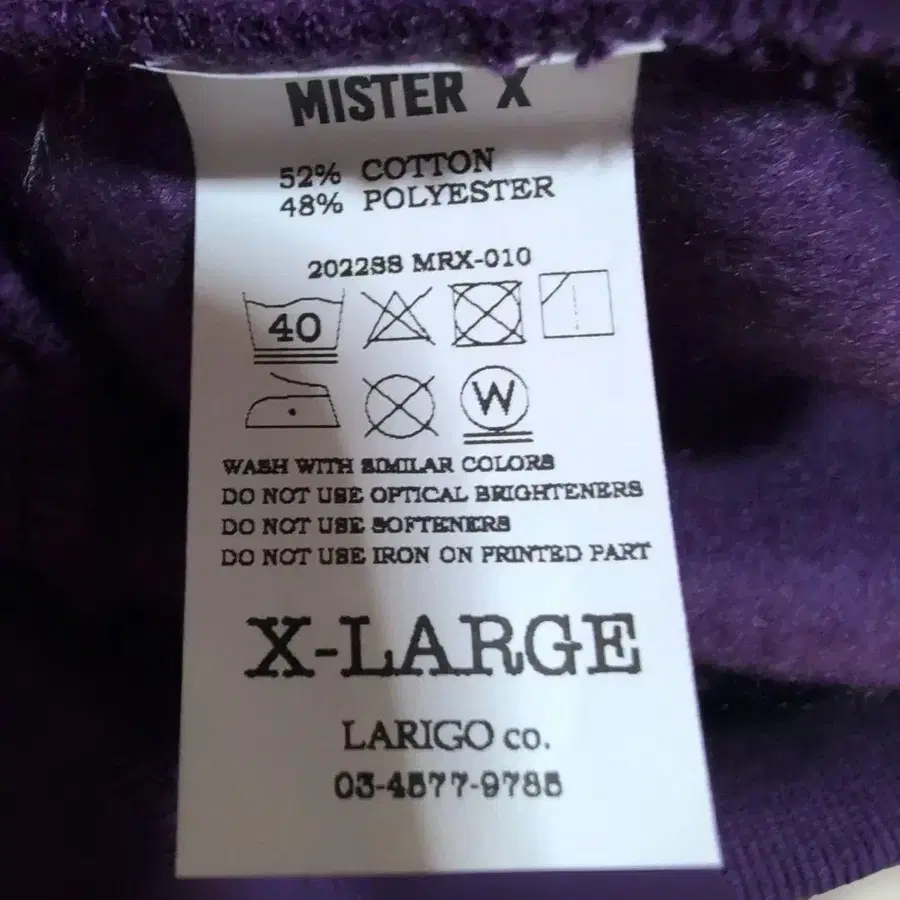 MISTER X
52% COTTON
48% POLYESTER
2022SS MRX-010
40
W
WASH WITH SIMILAR COLORS
DO NOT USE OPTICAL BRIGHTENERS
DO NOT USE SOFTENERS
DO NOT USE IRON ON PRINTED PART
X-LARGE
LARIGO co.
03-4577-9785